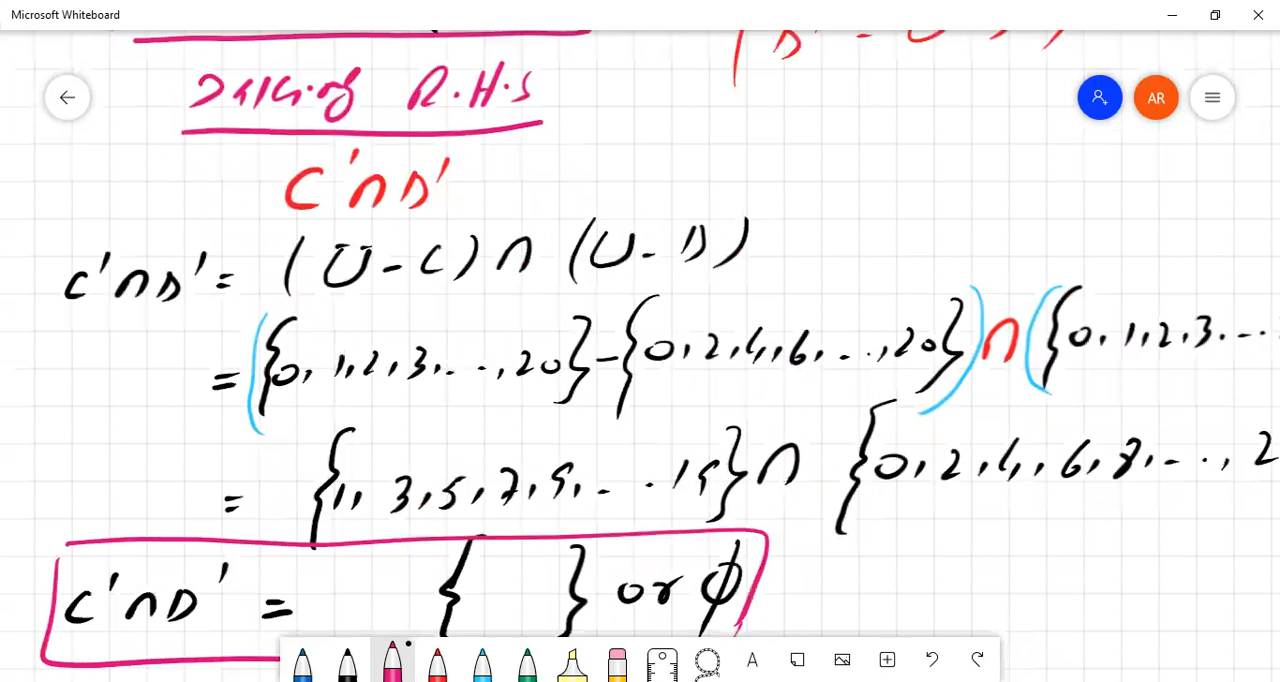 Microsoft Whiteboard
R.H.S
AR
C'∩D'
C'∩D' = (U - C) ∩ (U - D)
= ({0, 1, 2, 3, ..., 20} - {0, 2, 4, 6, ..., 20}) ∩ ({0, 1, 2, 3, ...
= {1, 3, 5, 7, 9, ... 19} ∩ {0, 2, 4, 6, 8, ..., 2
C'∩D' = { } or φ
A